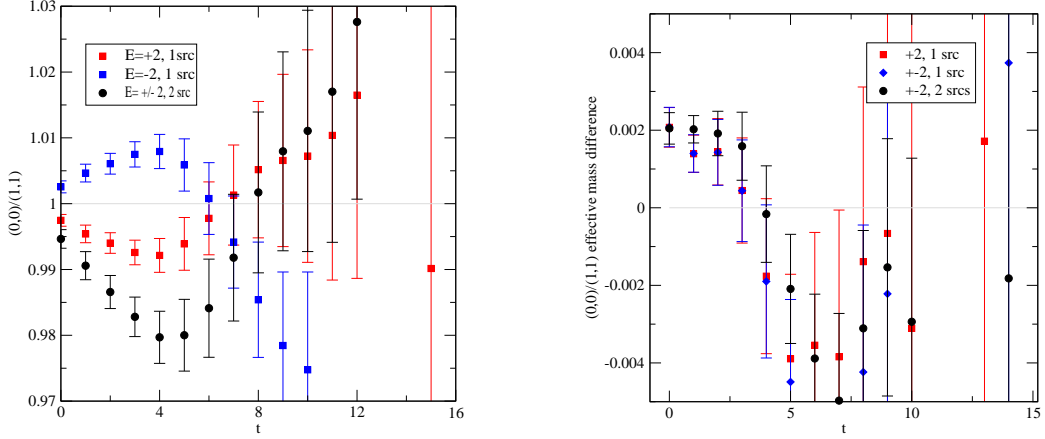 1.03
1.02
1.01
1
0.99
0.98
0.97
(0,0)/(1,1)
E=+2, 1src
E=-2, 1 src
E= +/- 2, 2 src
0 4 8 12 16
t
0.004
0.002
0
-0.002
-0.004
(0,0)/(1,1) effective mass difference
+2, 1 src
+-2, 1 src
+-2, 2 srcs
0 5 10 15
t